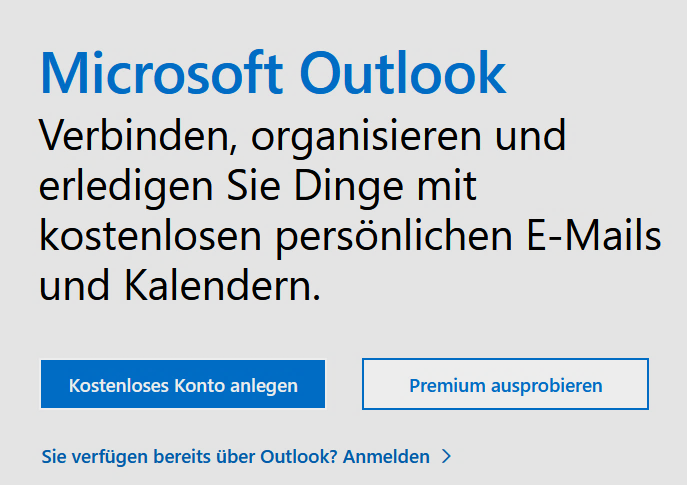 Microsoft Outlook
Verbinden, organisieren und
erledigen Sie Dinge mit
kostenlosen persönlichen E-Mails
und Kalendern.
Kostenloses Konto anlegen
Premium ausprobieren
Sie verfügen bereits über Outlook? Anmelden